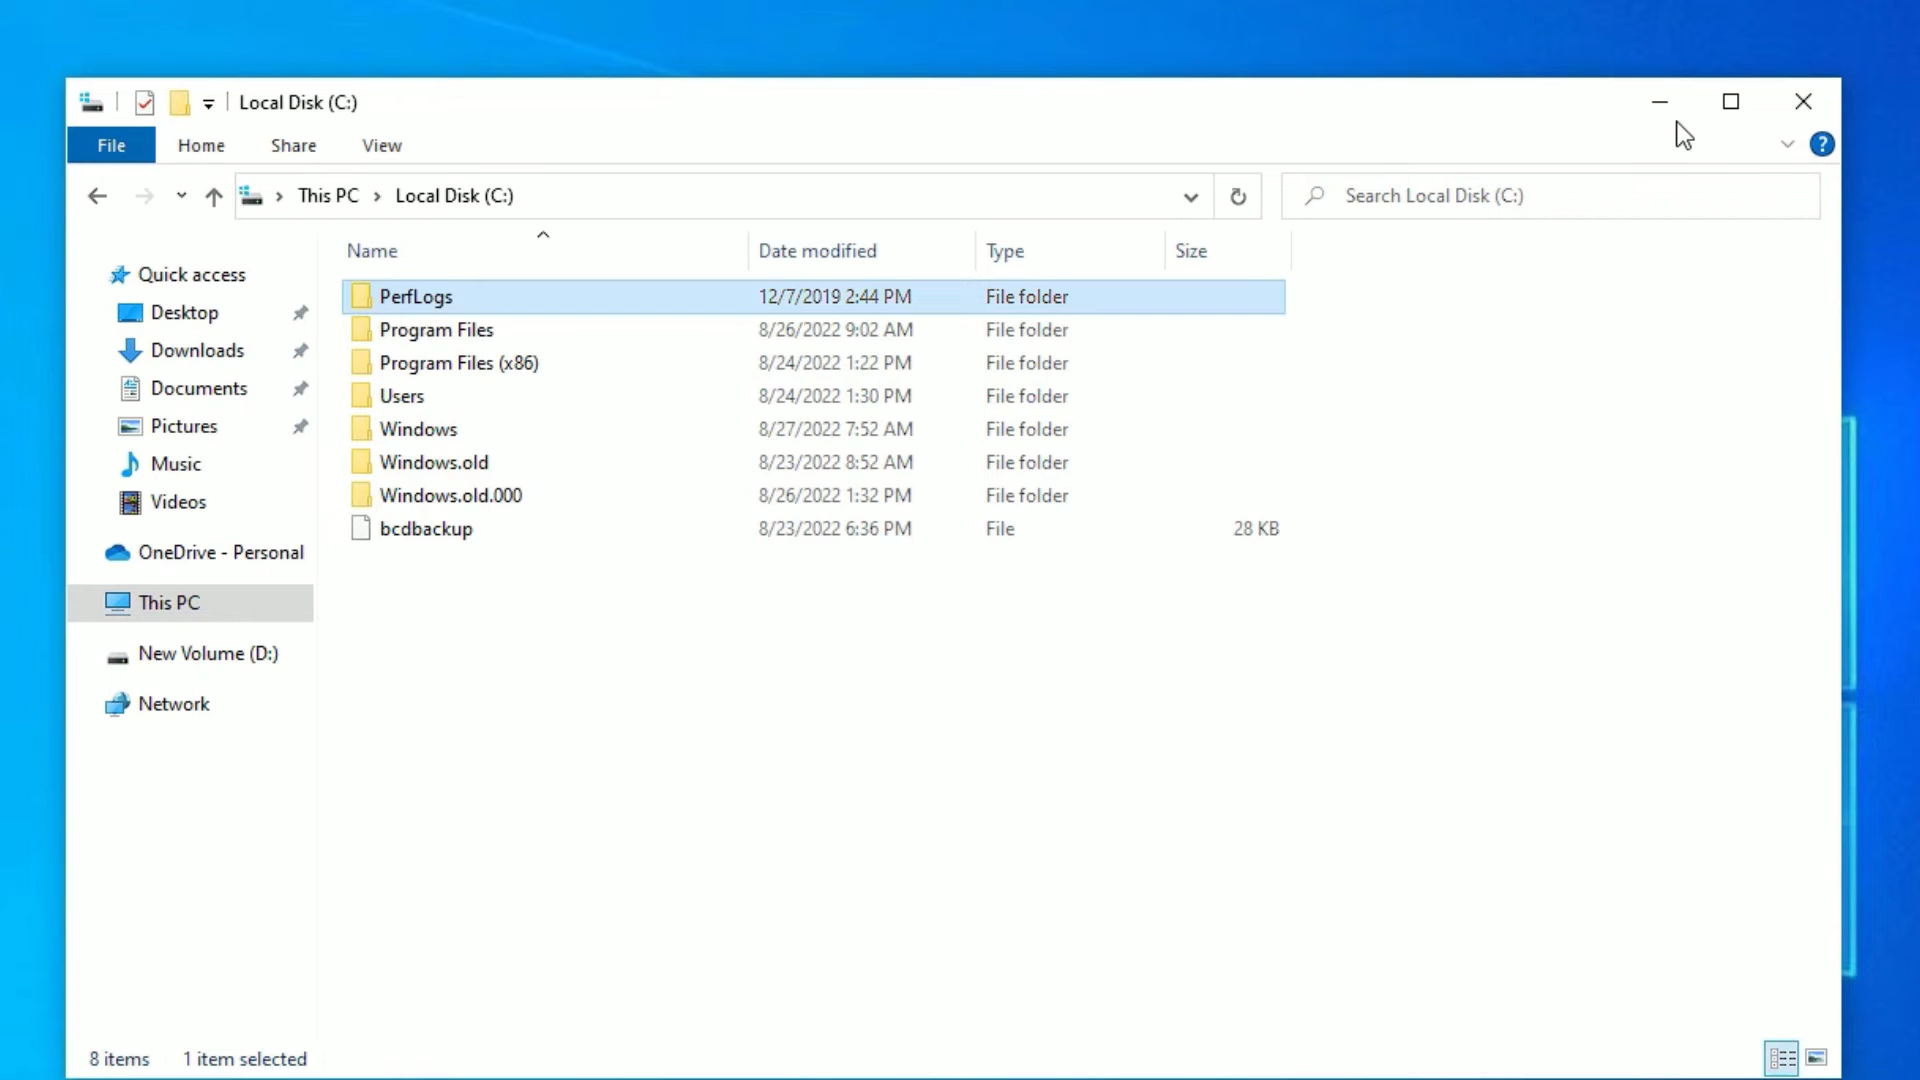 Local Disk (C:)
File Home Share View ?
This PC > Local Disk (C:) Search Local Disk (C:)
Name Date modified Type Size
Quick access
Desktop
Downloads
Documents
Pictures
Music
Videos
OneDrive - Personal
This PC
New Volume (D:)
Network
PerfLogs 12/7/2019 2:44 PM File folder
Program Files 8/26/2022 9:02 AM File folder
Program Files (x86) 8/24/2022 1:22 PM File folder
Users 8/24/2022 1:30 PM File folder
Windows 8/27/2022 7:52 AM File folder
Windows.old 8/23/2022 8:52 AM File folder
Windows.old.000 8/26/2022 1:32 PM File folder
bcdbackup 8/23/2022 6:36 PM File 28 KB
8 items 1 item selected